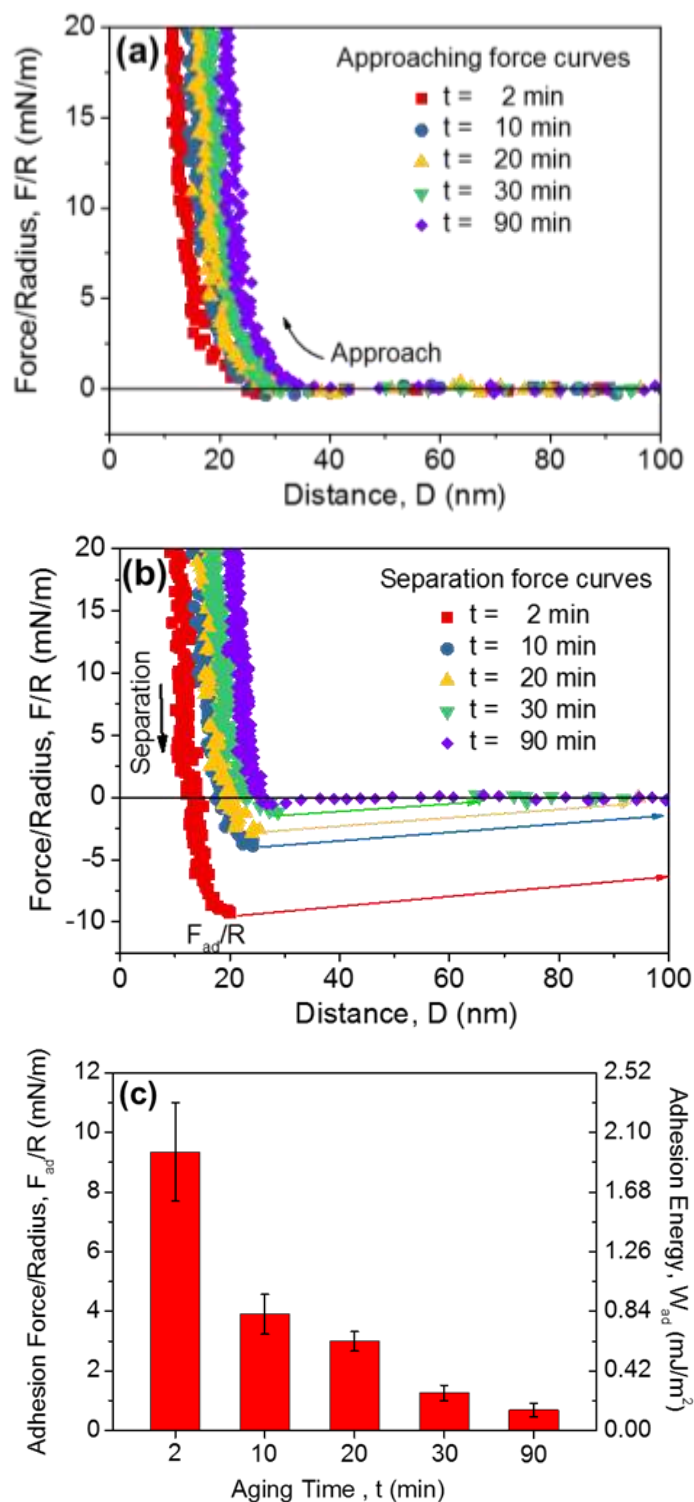 (a)
Approaching force curves
t = 2 min
t = 10 min
t = 20 min
t = 30 min
t = 90 min
Approach
20
15
10
5
0
0 20 40 60 80 100
Force/Radius, F/R (mN/m)
Distance, D (nm)
(b)
Separation force curves
t = 2 min
t = 10 min
t = 20 min
t = 30 min
t = 90 min
Separation
F_ad/R
20
15
10
5
0
-5
-10
0 20 40 60 80 100
Force/Radius, F/R (mN/m)
Distance, D (nm)
(c)
12
10
8
6
4
2
0
Adhesion Force/Radius, F_ad/R (mN/m)
2.52
2.10
1.68
1.26
0.84
0.42
0.00
Adhesion Energy, W_ad (mJ/m²)
2 10 20 30 90
Aging Time , t (min)